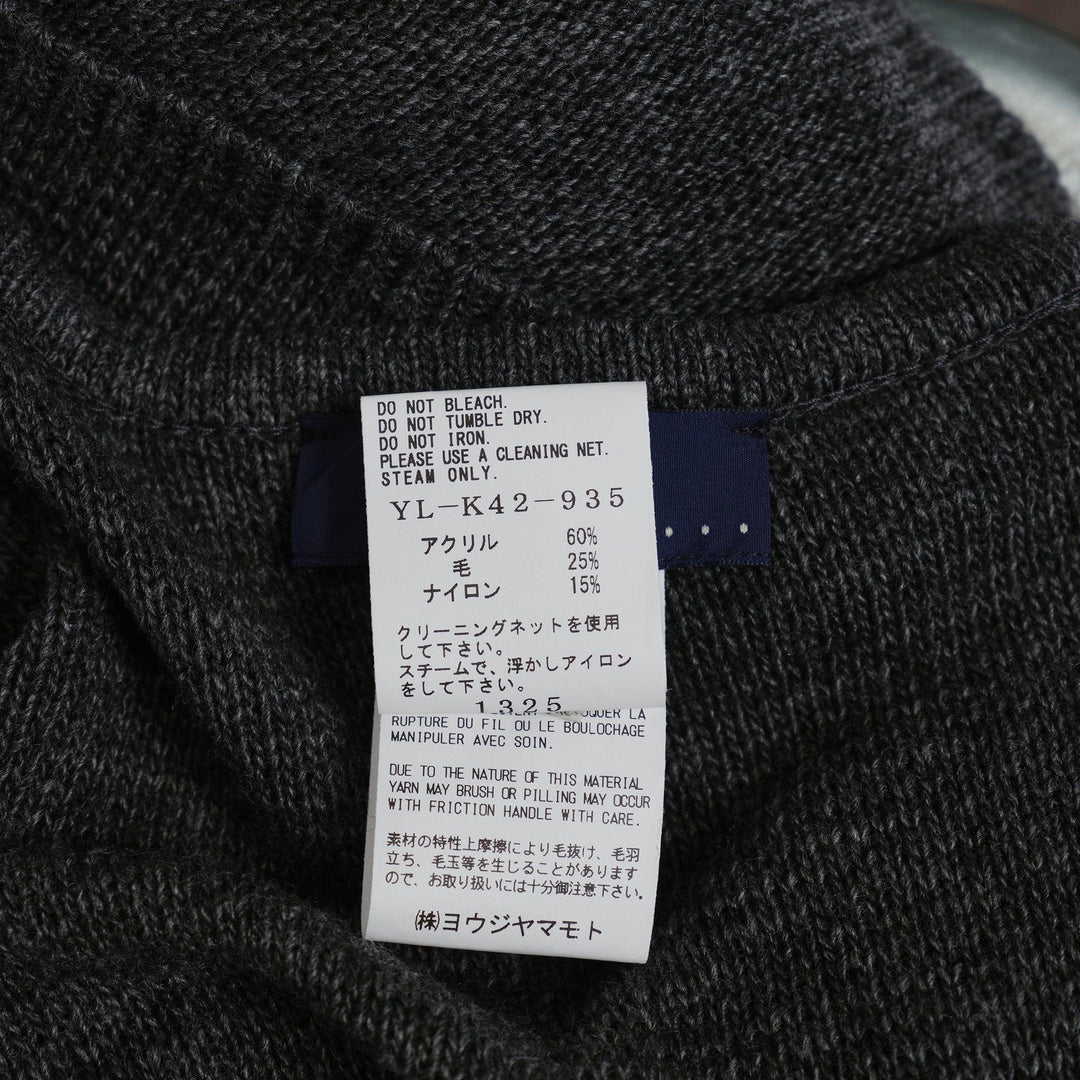 DO NOT BLEACH.
DO NOT TUMBLE DRY.
DO NOT IRON.
PLEASE USE A CLEANING NET.
STEAM ONLY.
YL-K42-935
アクリル 60%
毛 25%
ナイロン 15%
クリーニングネットを使用
して下さい。
スチームで、浮かしアイロン
をして下さい。
1325
LA
RUPTURE DU FIL OU LE BOULOCHAGE
MANIPULER AVEC SOIN.
DUE TO THE NATURE OF THIS MATERIAL
YARN MAY BRUSH OR PILLING MAY OCCUR
WITH FRICTION HANDLE WITH CARE.
素材の特性上摩擦により毛抜け、毛羽
立ち、毛玉等を生じることがあります
ので、お取り扱いには十分御注意下さい。
㈱ヨウジヤマモト